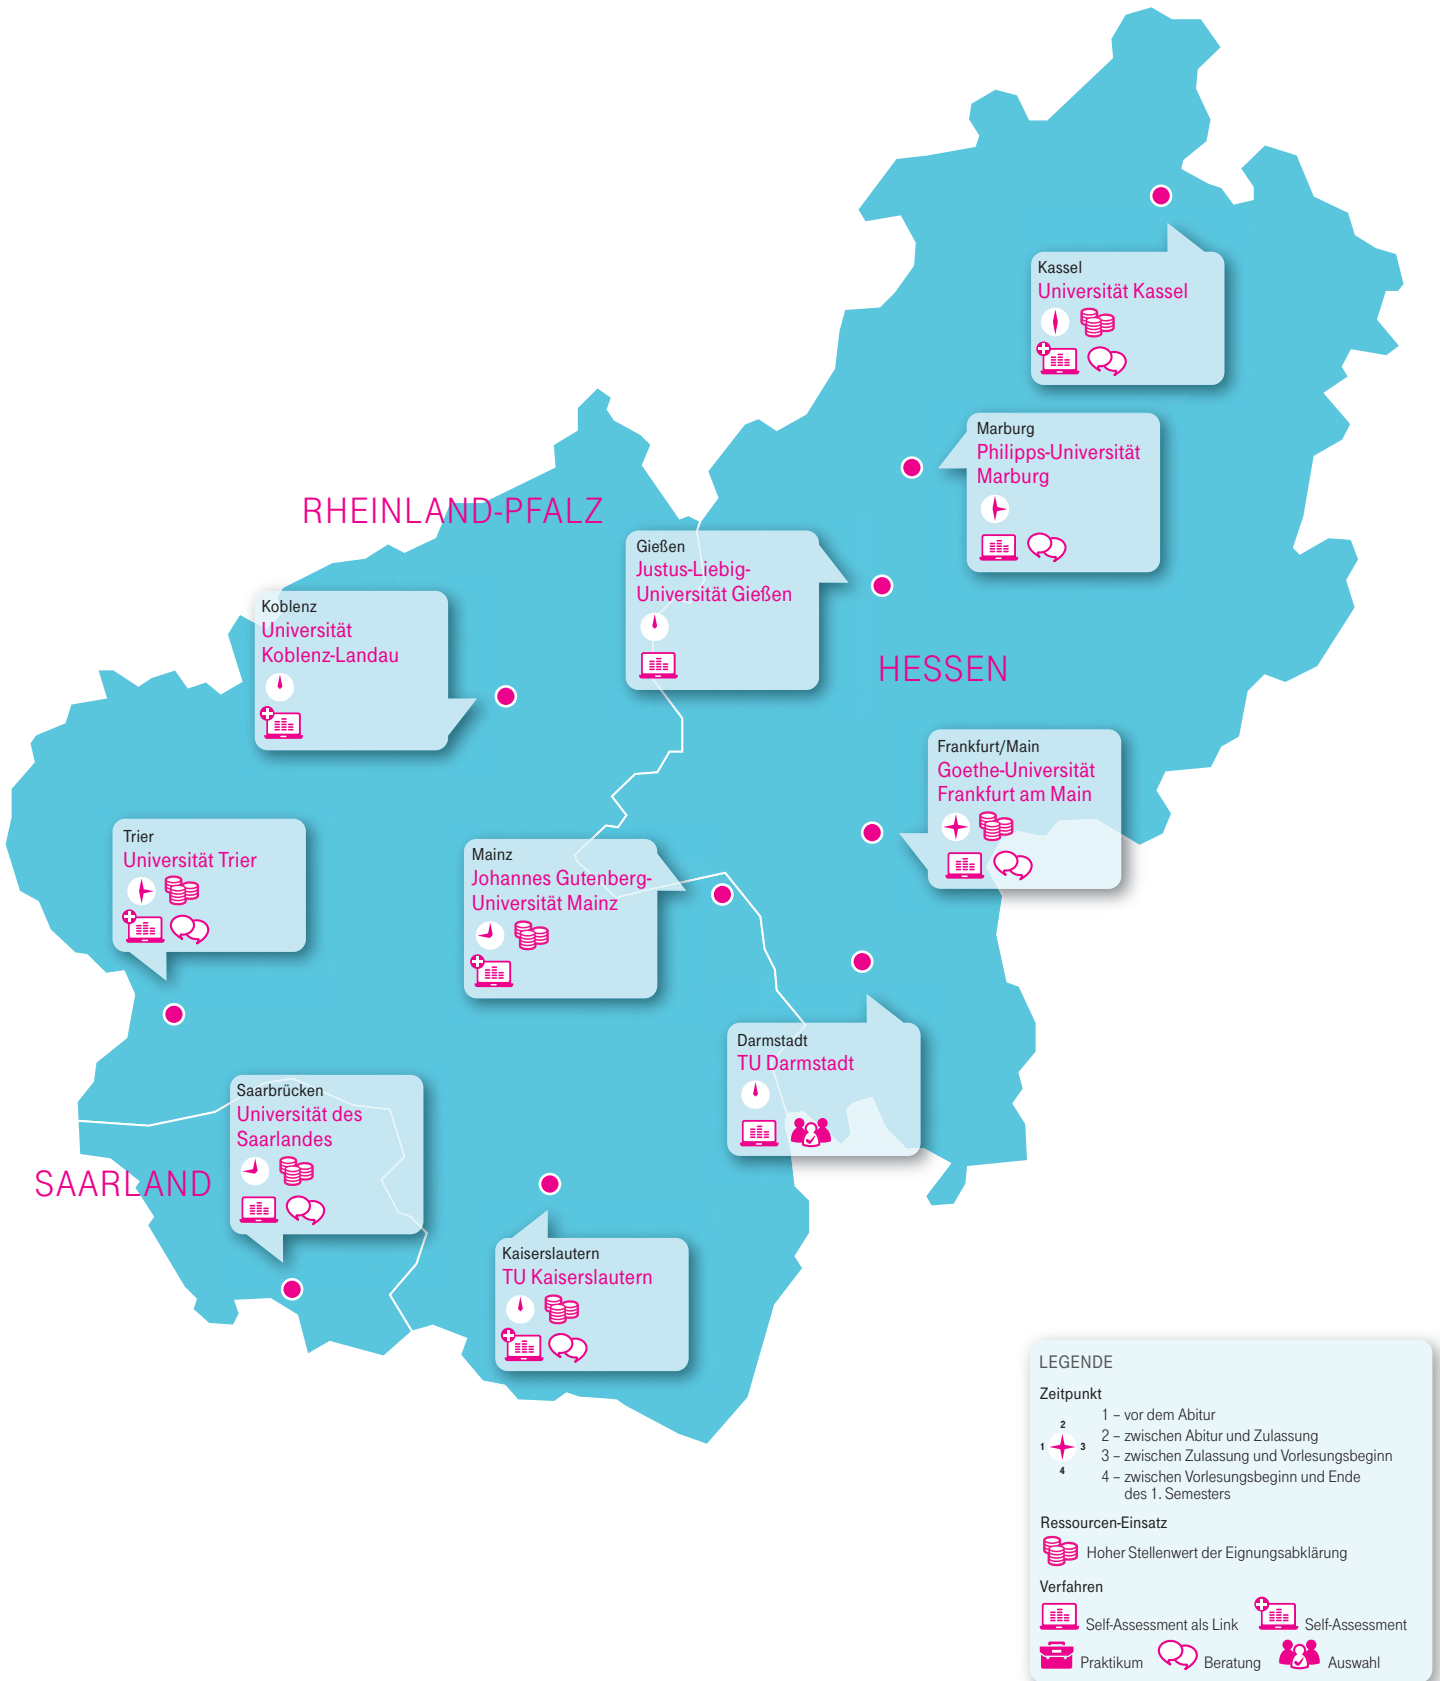 Kassel
Universität Kassel
Marburg
Philipps-Universität
Marburg
RHEINLAND-PFALZ
Gießen
Justus-Liebig-
Universität Gießen
Koblenz
Universität
Koblenz-Landau
HESSEN
Frankfurt/Main
Goethe-Universität
Frankfurt am Main
Trier
Universität Trier
Mainz
Johannes Gutenberg-
Universität Mainz
Darmstadt
TU Darmstadt
Saarbrücken
Universität des
Saarlandes
SAARLAND
Kaiserslautern
TU Kaiserslautern
LEGENDE
Zeitpunkt
1 2 3 4
1 – vor dem Abitur
2 – zwischen Abitur und Zulassung
3 – zwischen Zulassung und Vorlesungsbeginn
4 – zwischen Vorlesungsbeginn und Ende
des 1. Semesters
Ressourcen-Einsatz
Hoher Stellenwert der Eignungsabklärung
Verfahren
Self-Assessment als Link Self-Assessment
Praktikum Beratung Auswahl